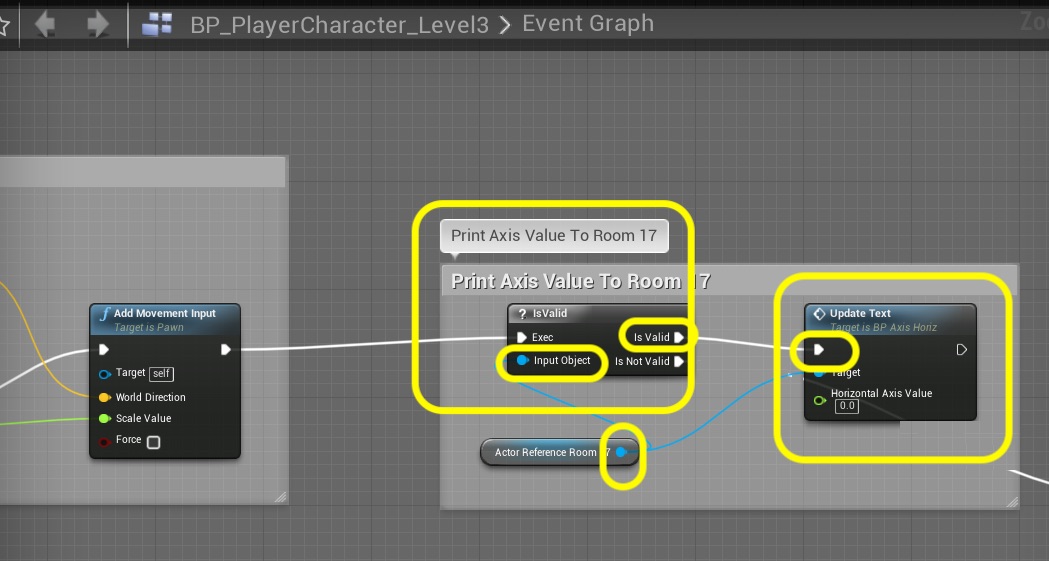 BP_PlayerCharacter_Level3 > Event Graph
Zo
Print Axis Value To Room 17
Print Axis Value To Room 17
Add Movement Input
Target is Pawn
Target self
World Direction
Scale Value
Force
? IsValid
Exec
Is Valid
Input Object
Is Not Valid
Actor Reference Room 7
Update Text
Target is BP Axis Horiz
Target
Horizontal Axis Value
0.0